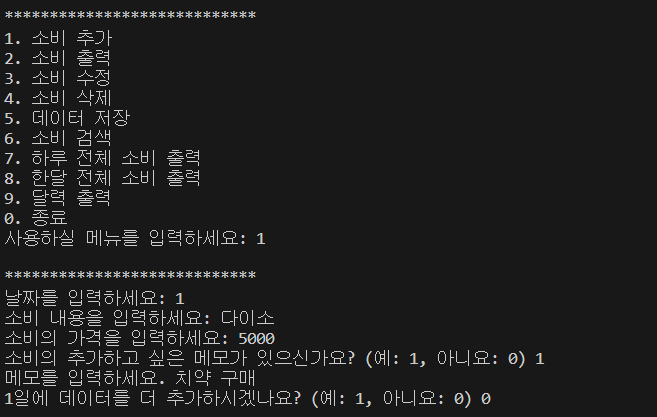 ****************************
1. 소비 추가
2. 소비 출력
3. 소비 수정
4. 소비 삭제
5. 데이터 저장
6. 소비 검색
7. 하루 전체 소비 출력
8. 한달 전체 소비 출력
9. 달력 출력
0. 종료
사용하실 메뉴를 입력하세요: 1
****************************
날짜를 입력하세요: 1
소비 내용을 입력하세요: 다이소
소비의 가격을 입력하세요: 5000
소비의 추가하고 싶은 메모가 있으신가요? (예: 1, 아니요: 0) 1
메모를 입력하세요. 치약 구매
1일에 데이터를 더 추가하시겠나요? (예: 1, 아니요: 0) 0